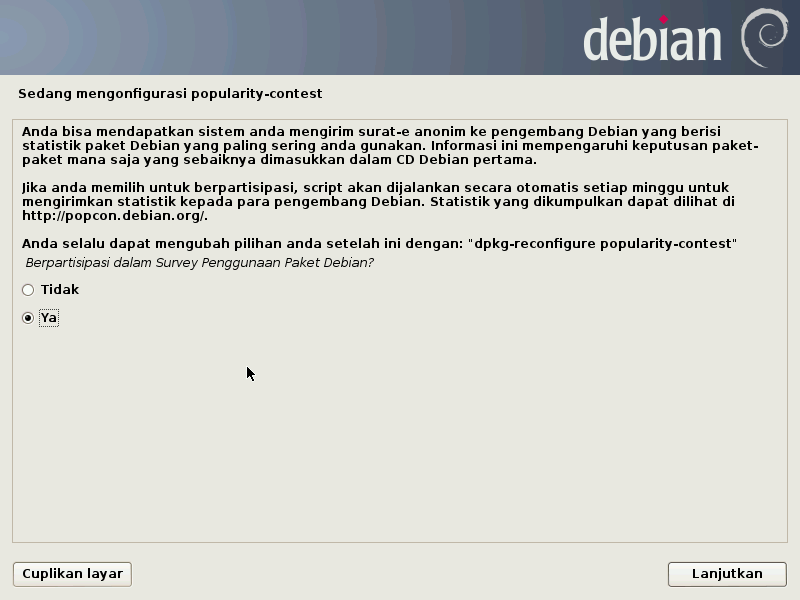 debian
Sedang mengonfigurasi popularity-contest
Anda bisa mendapatkan sistem anda mengirim surat-e anonim ke pengembang Debian yang berisi
statistik paket Debian yang paling sering anda gunakan. Informasi ini mempengaruhi keputusan paket-
paket mana saja yang sebaiknya dimasukkan dalam CD Debian pertama.
Jika anda memilih untuk berpartisipasi, script akan dijalankan secara otomatis setiap minggu untuk
mengirimkan statistik kepada para pengembang Debian. Statistik yang dikumpulkan dapat dilihat di
http://popcon.debian.org/.
Anda selalu dapat mengubah pilihan anda setelah ini dengan: "dpkg-reconfigure popularity-contest"
Berpartisipasi dalam Survey Penggunaan Paket Debian?
Tidak
Ya
Cuplikan layar
Lanjutkan